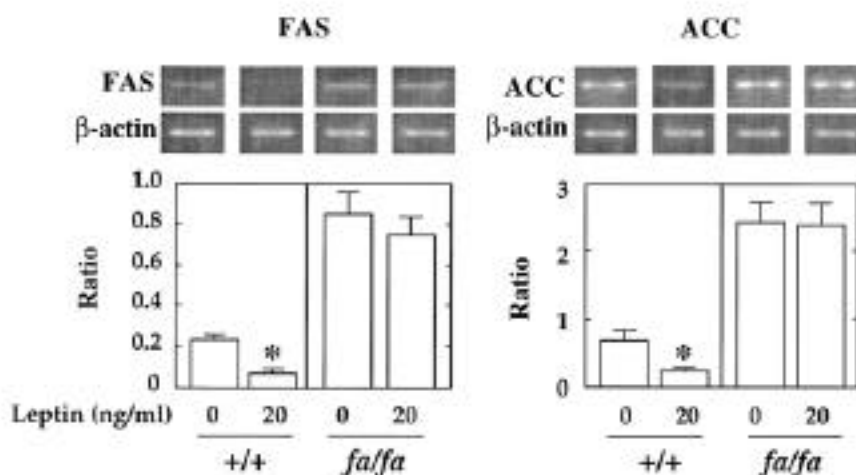 FAS ACC
FAS ACC
β-actin β-actin
1.0 3
0.8
0.6 2
Ratio Ratio
0.4 1
0.2
0 0
* *
Leptin (ng/ml) 0 20 0 20 0 20 0 20
+/+ fa/fa +/+ fa/fa